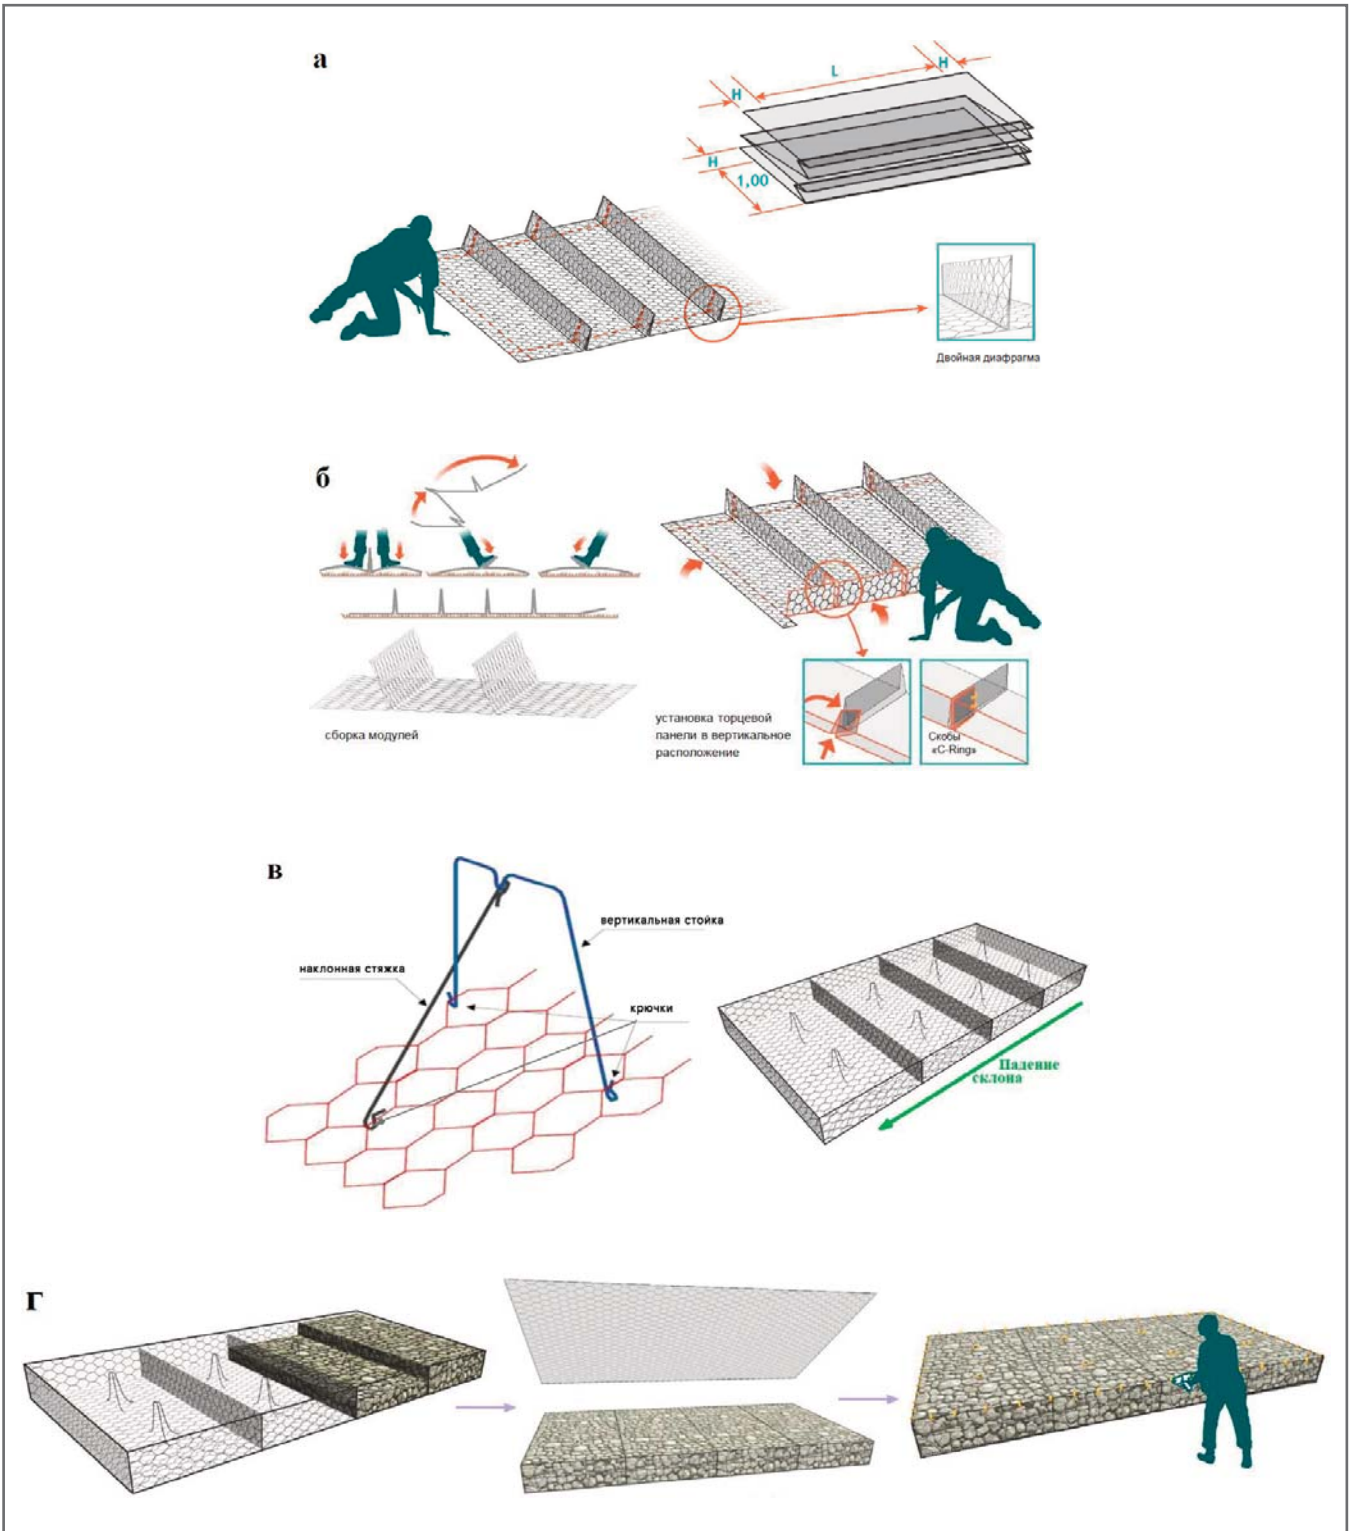 а
H
L
H
H
1,00
Двойная диафрагма
б
сборка модулей
установка торцевой
панели в вертикальное
расположение
Скобы
«C-Ring»
в
вертикальная стойка
наклонная стяжка
крючки
Падение
склона
г